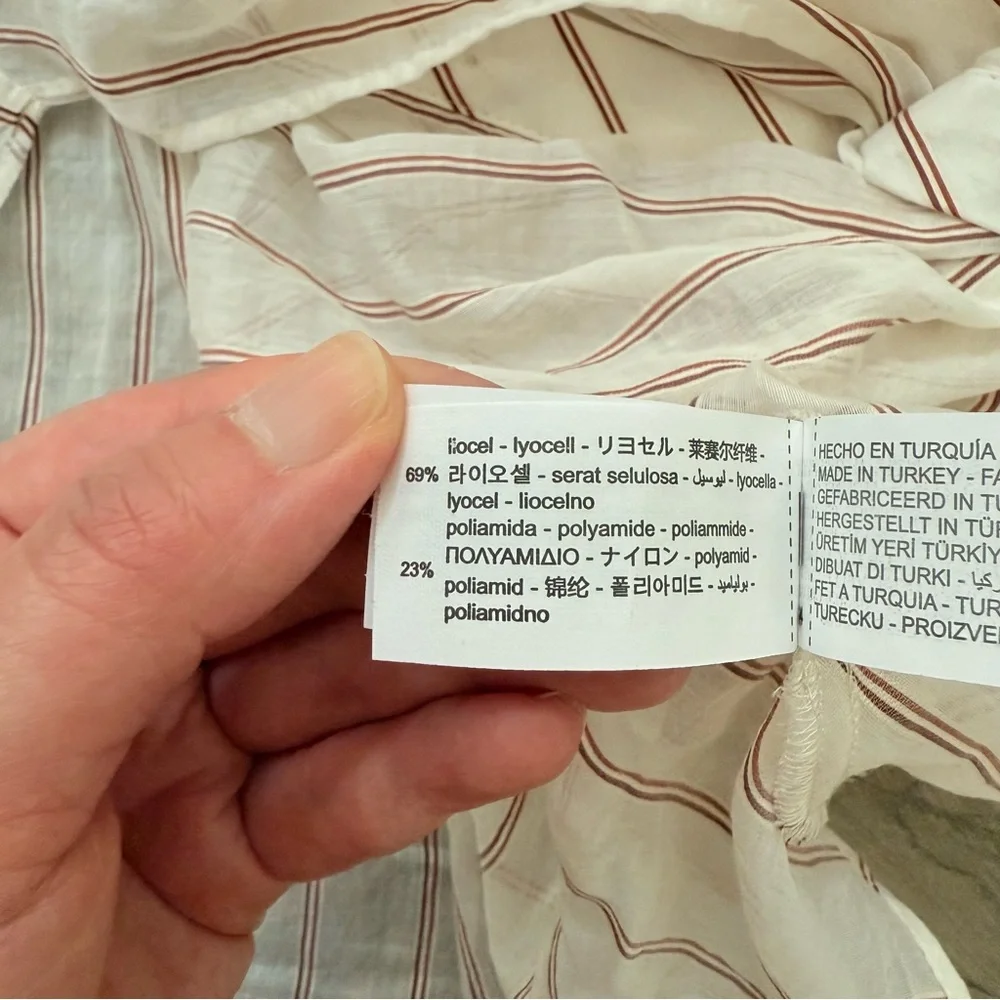 liocel - lyocell - リヨセル - 莱赛尔纤维 -
69% 라이오셀 - serat selulosa - ليوسيل - lyocella -
lyocel - liocelno
poliamida - polyamide - poliammide -
ΠΟΛΥΑΜΙΔΙΟ - ナイロン - polyamid -
23%
poliamid - 锦纶 - 폴리아미드 - بولياميد -
poliamidno
HECHO EN TURQUÍA
MADE IN TURKEY - FA
GEFABRICEERD IN TU
HERGESTELLT IN TÜR
ÜRETİM YERİ TÜRKİY
DIBUAT DI TURKI -
FET A TURQUIA - TUR
TURECKU - PROIZVE